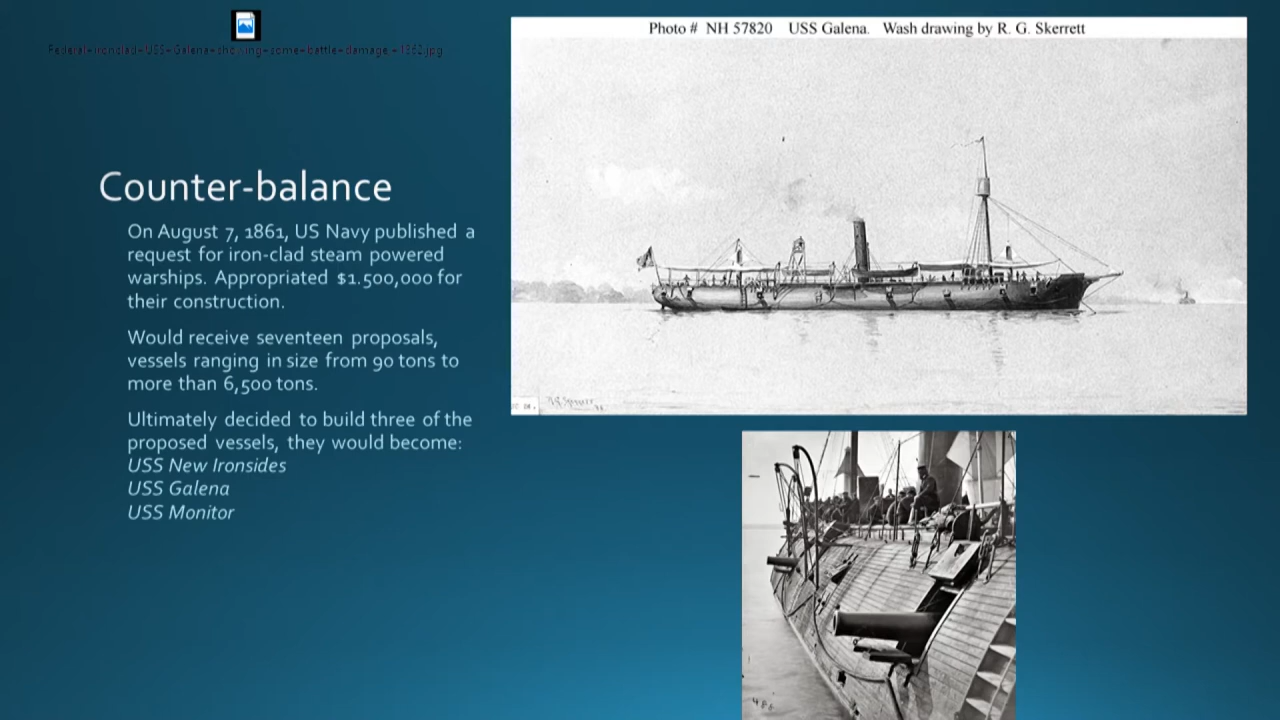 Federal-ironclad-USS-Galena-showing-some-battle-damage,-1862.jpg
Photo # NH 57820 USS Galena. Wash drawing by R. G. Skerrett
Counter-balance
On August 7, 1861, US Navy published a
request for iron-clad steam powered
warships. Appropriated $1.500,000 for
their construction.
Would receive seventeen proposals,
vessels ranging in size from 90 tons to
more than 6,500 tons.
Ultimately decided to build three of the
proposed vessels, they would become:
USS New Ironsides
USS Galena
USS Monitor